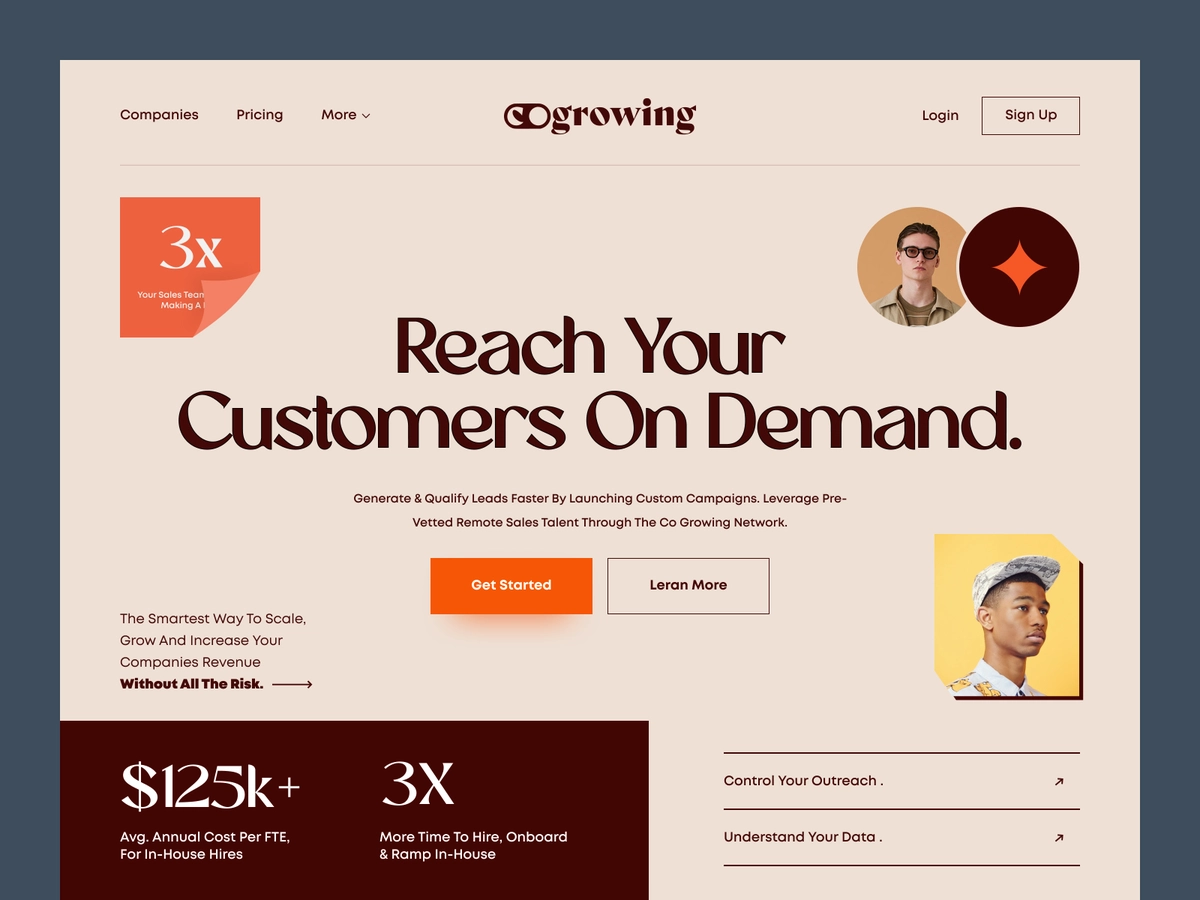 Companies
Pricing
More
cogrowing
Login
Sign Up
3x
Your Sales Team
Making A
Reach Your
Customers On Demand.
Generate & Qualify Leads Faster By Launching Custom Campaigns. Leverage Pre-
Vetted Remote Sales Talent Through The Co Growing Network.
Get Started
Leran More
The Smartest Way To Scale,
Grow And Increase Your
Companies Revenue
Without All The Risk.
$125k+
Avg. Annual Cost Per FTE,
For In-House Hires
3X
More Time To Hire, Onboard
& Ramp In-House
Control Your Outreach .
Understand Your Data .